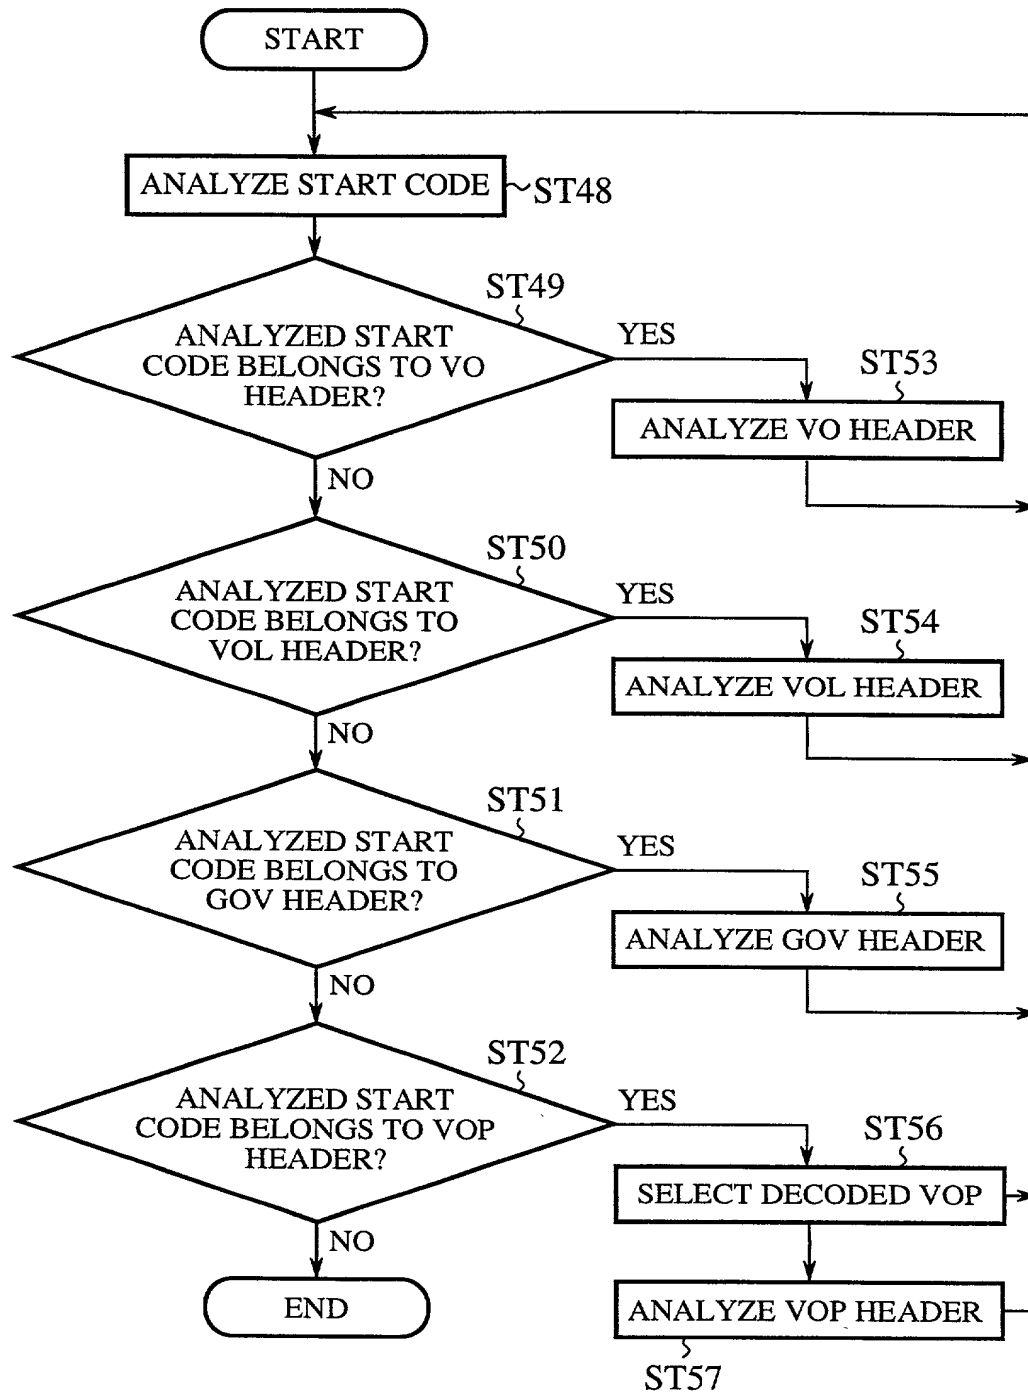 START
ANALYZE START CODE
ST48
ST49
ANALYZED START
CODE BELONGS TO VO
HEADER?
YES
ST53
ANALYZE VO HEADER
NO
ST50
ANALYZED START
CODE BELONGS TO
VOL HEADER?
YES
ST54
ANALYZE VOL HEADER
NO
ST51
ANALYZED START
CODE BELONGS TO
GOV HEADER?
YES
ST55
ANALYZE GOV HEADER
NO
ST52
ANALYZED START
CODE BELONGS TO VOP
HEADER?
YES
ST56
SELECT DECODED VOP
NO
END
ANALYZE VOP HEADER
ST57